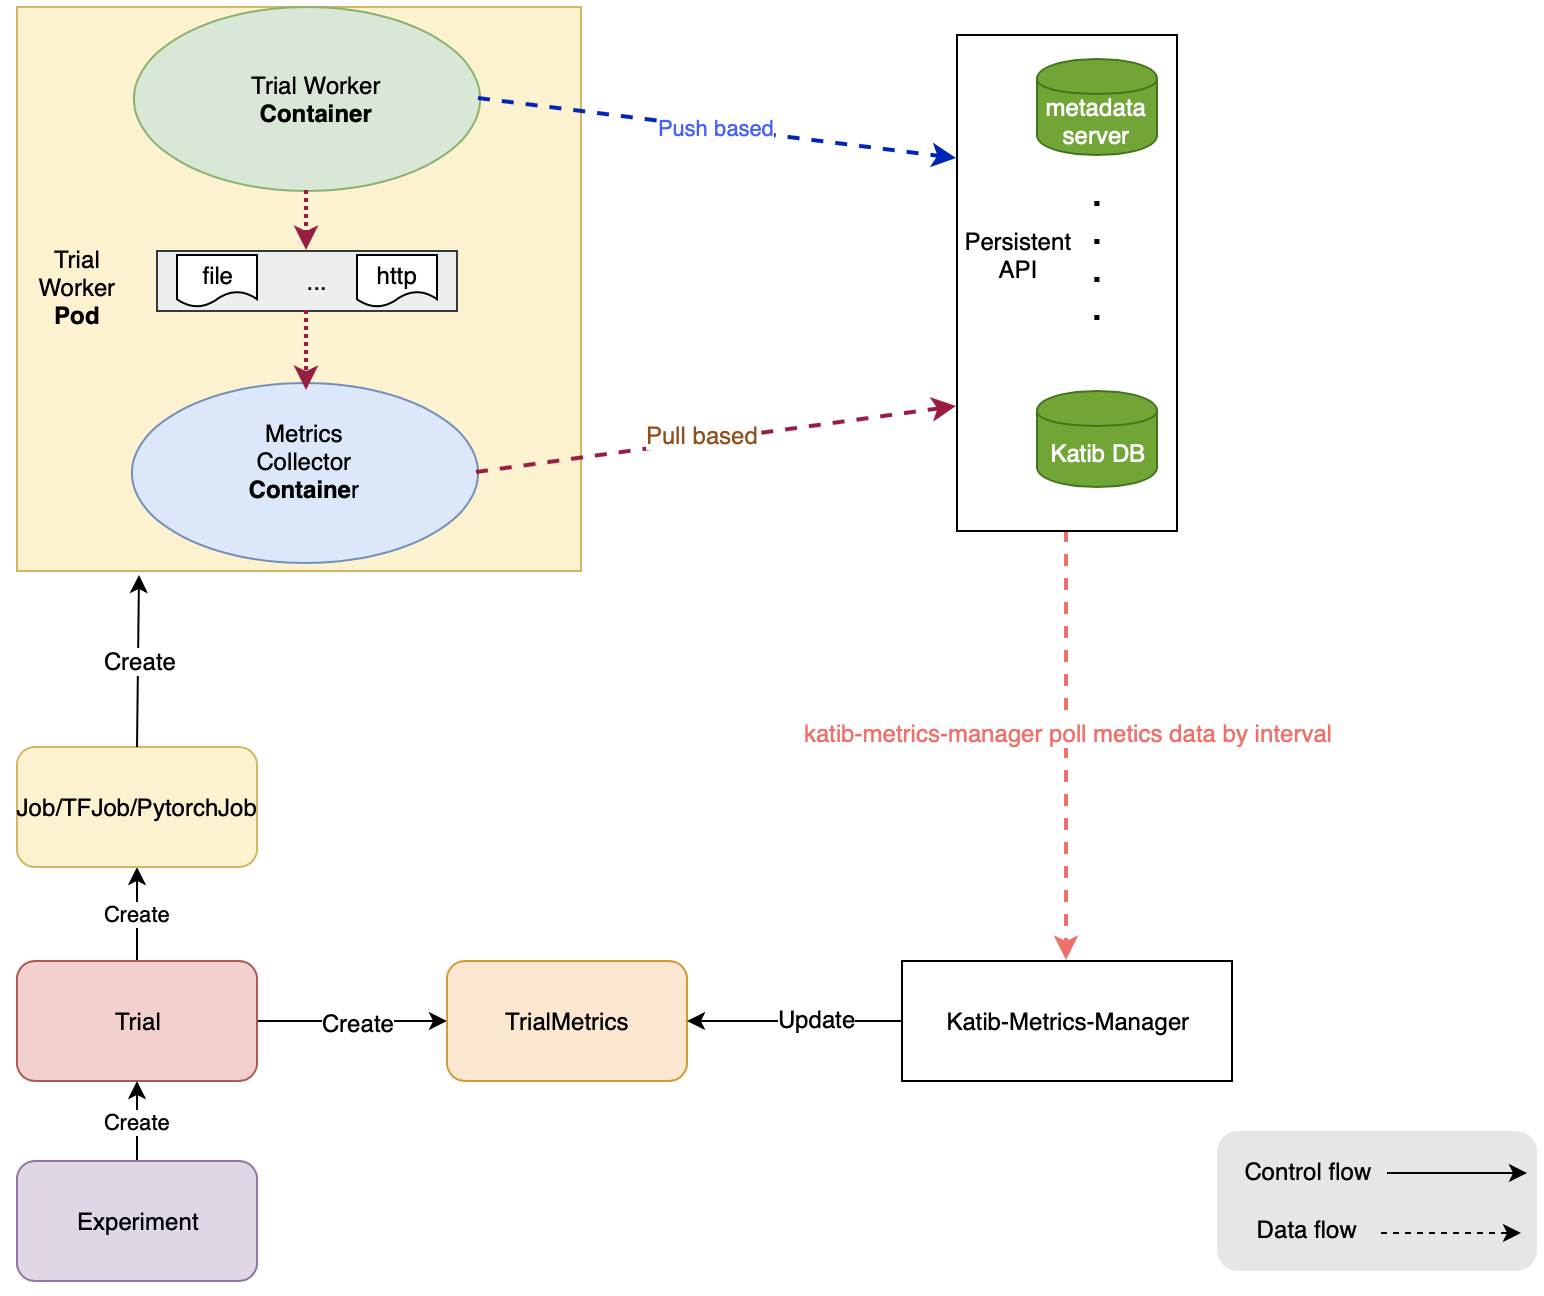 Trial Worker
Container
Push based
metadata
server
Trial
Worker
Pod
file
...
http
Persistent
API
Metrics
Collector
Container
Pull based
Katib DB
Create
katib-metrics-manager poll metics data by interval
Job/TFJob/PytorchJob
Create
Trial
Create
TrialMetrics
Update
Katib-Metrics-Manager
Create
Experiment
Control flow
Data flow